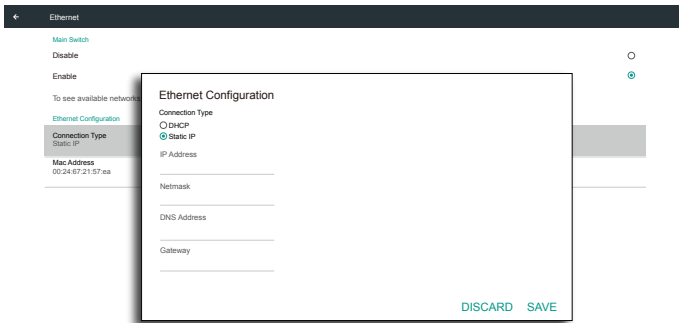 Ethernet
Main Switch
Disable
Enable
To see available networks
Ethernet Configuration
Connection Type
Static IP
Mac Address
00:24:67:21:57:ea
Ethernet Configuration
Connection Type
DHCP
Static IP
IP Address
Netmask
DNS Address
Gateway
DISCARD SAVE